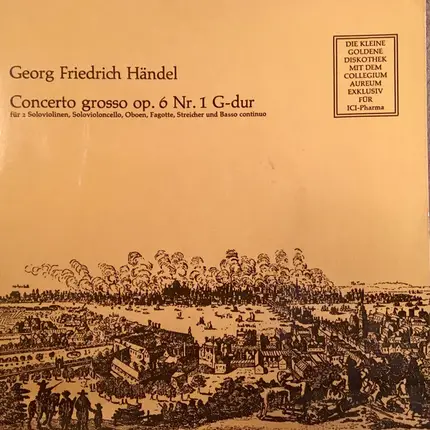 Georg Friedrich Händel
Concerto grosso op. 6 Nr. 1 G-dur
für 2 Soloviolinen, Solovioloncello, Oboen, Fagotte, Streicher und Basso continuo
DIE KLEINE
GOLDENE
DISKOTHEK
MIT DEM
COLLEGIUM
AUREUM
EXKLUSIV
FÜR
ICI-Pharma